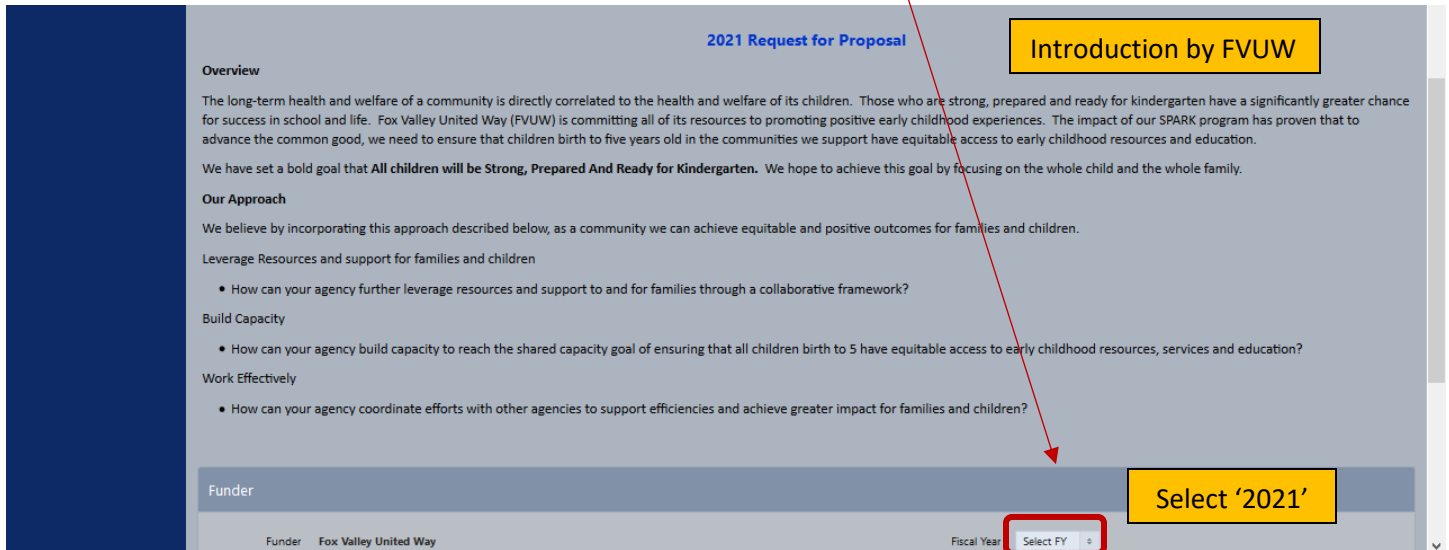 2021 Request for Proposal
Introduction by FVUW
Overview
The long-term health and welfare of a community is directly correlated to the health and welfare of its children. Those who are strong, prepared and ready for kindergarten have a significantly greater chance
for success in school and life. Fox Valley United Way (FVUW) is committing all of its resources to promoting positive early childhood experiences. The impact of our SPARK program has proven that to
advance the common good, we need to ensure that children birth to five years old in the communities we support have equitable access to early childhood resources and education.
We have set a bold goal that All children will be Strong, Prepared And Ready for Kindergarten. We hope to achieve this goal by focusing on the whole child and the whole family.
Our Approach
We believe by incorporating this approach described below, as a community we can achieve equitable and positive outcomes for families and children.
Leverage Resources and support for families and children
• How can your agency further leverage resources and support to and for families through a collaborative framework?
Build Capacity
• How can your agency build capacity to reach the shared capacity goal of ensuring that all children birth to 5 have equitable access to early childhood resources, services and education?
Work Effectively
• How can your agency coordinate efforts with other agencies to support efficiencies and achieve greater impact for families and children?
Funder
Select ‘2021’
Funder Fox Valley United Way Fiscal Year Select FY